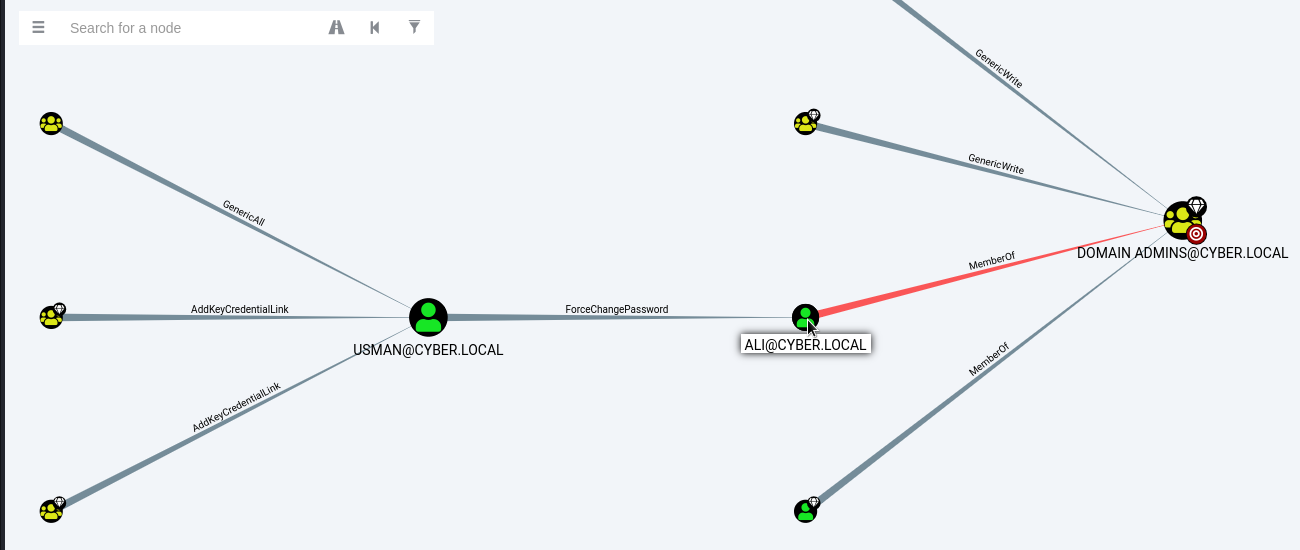 Search for a node
GenericWrite
GenericWrite
GenericAll
DOMAIN ADMINS@CYBER.LOCAL
MemberOf
AddKeyCredentialLink
ForceChangePassword
USMAN@CYBER.LOCAL
ALI@CYBER.LOCAL
MemberOf
AddKeyCredentialLink